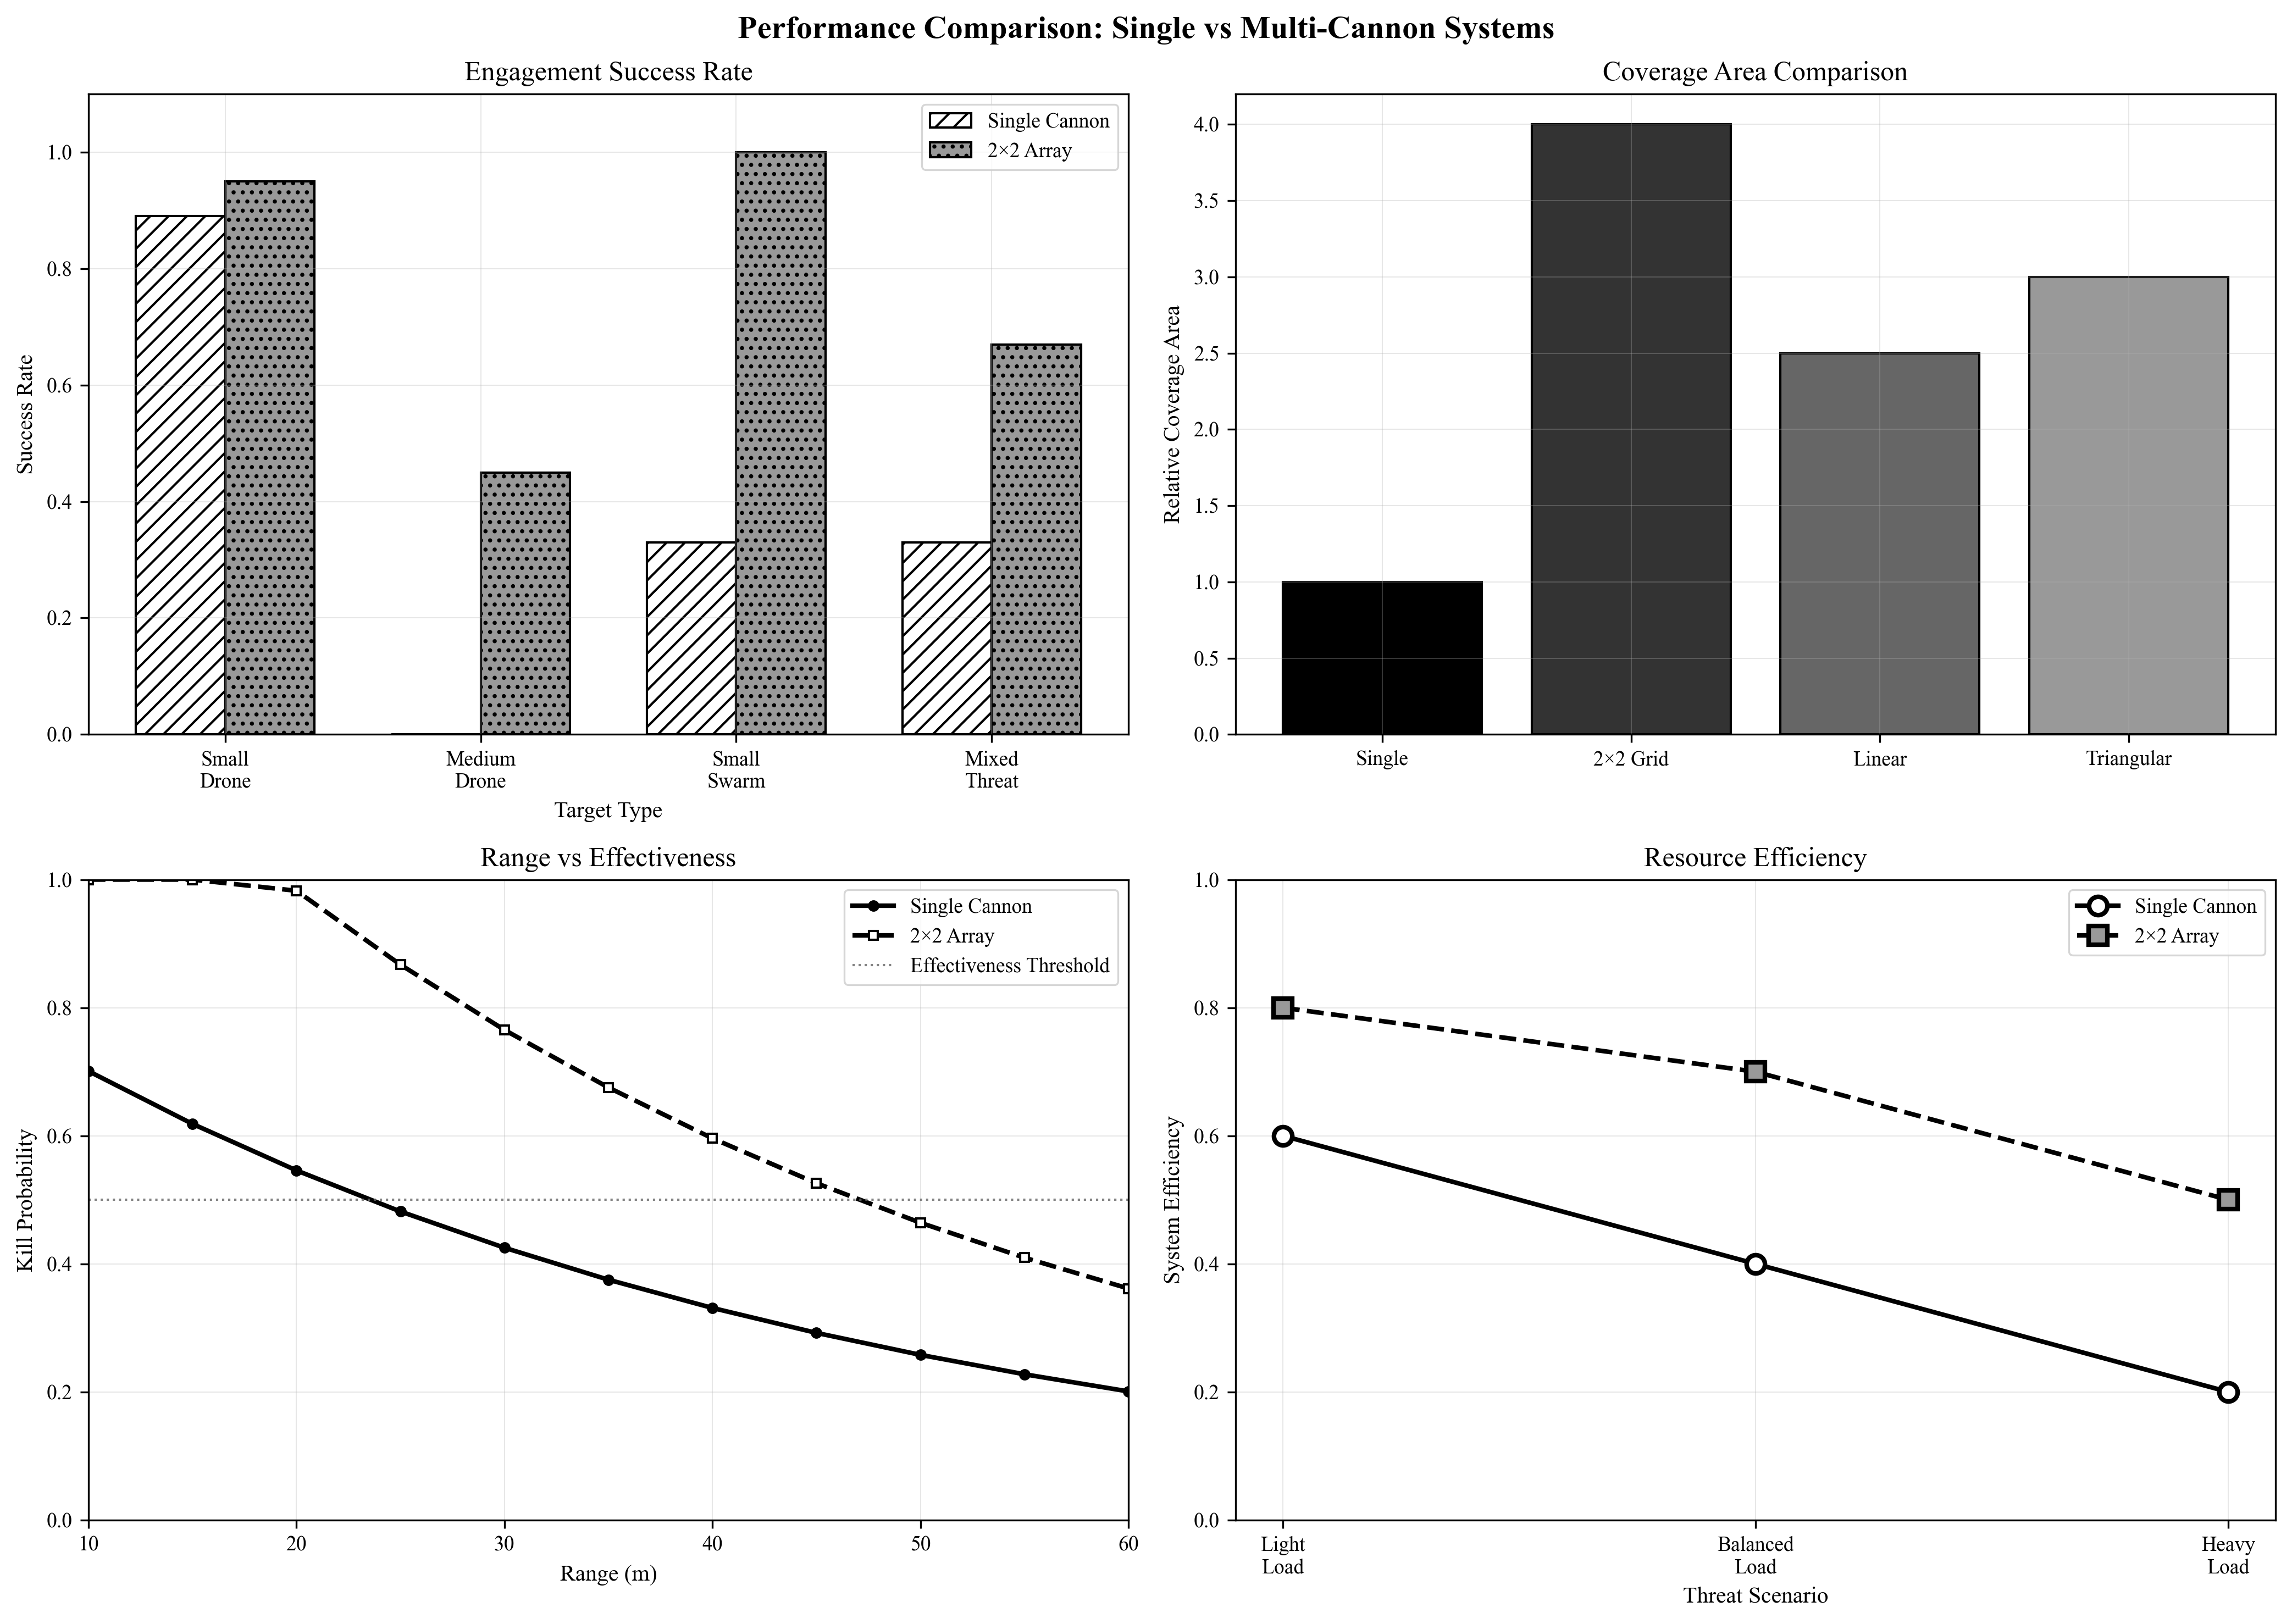 Performance Comparison: Single vs Multi-Cannon Systems
Engagement Success Rate
Single Cannon
2×2 Array
Success Rate
1.0
0.8
0.6
0.4
0.2
0.0
Small
Drone
Medium
Drone
Small
Swarm
Mixed
Threat
Target Type
Coverage Area Comparison
Relative Coverage Area
4.0
3.5
3.0
2.5
2.0
1.5
1.0
0.5
0.0
Single
2×2 Grid
Linear
Triangular
Range vs Effectiveness
Single Cannon
2×2 Array
Effectiveness Threshold
Kill Probability
1.0
0.8
0.6
0.4
0.2
0.0
10
20
30
40
50
60
Range (m)
Resource Efficiency
Single Cannon
2×2 Array
System Efficiency
1.0
0.8
0.6
0.4
0.2
0.0
Light
Load
Balanced
Load
Heavy
Load
Threat Scenario